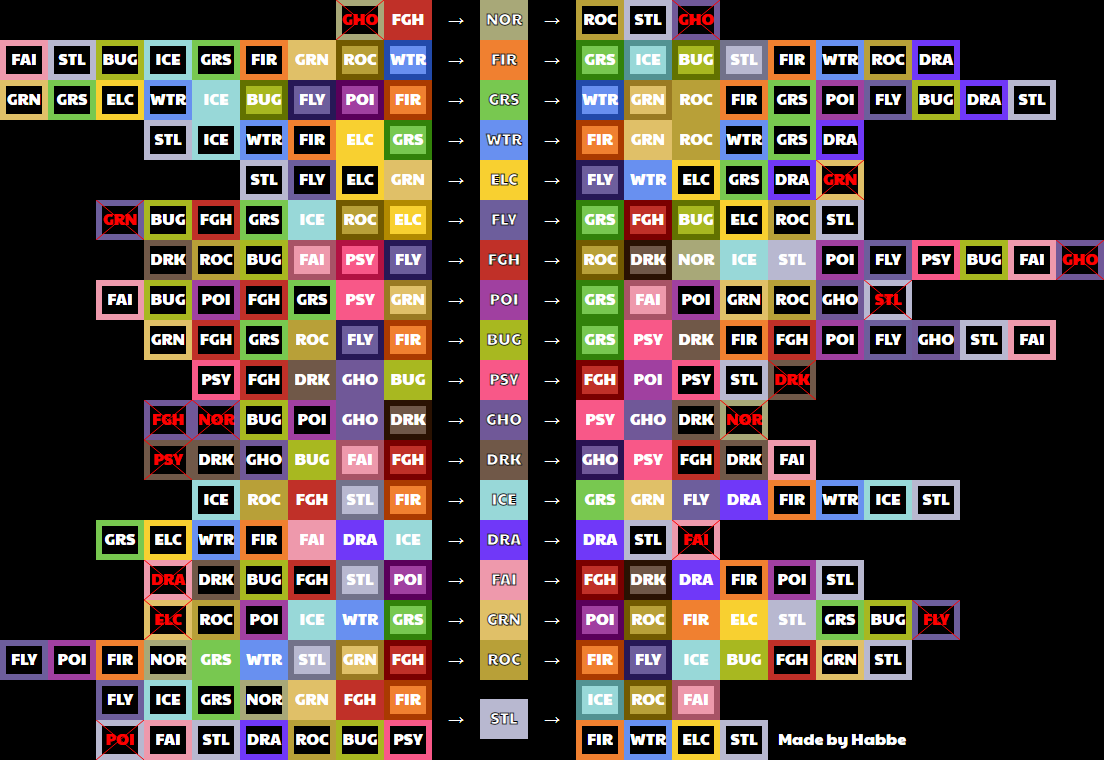 GHO FGH → NOR → ROC STL GHO
FAI STL BUG ICE GRS FIR GRN ROC WTR → FIR → GRS ICE BUG STL FIR WTR ROC DRA
GRN GRS ELC WTR ICE BUG FLY POI FIR → GRS → WTR GRN ROC FIR GRS POI FLY BUG DRA STL
STL ICE WTR FIR ELC GRS → WTR → FIR GRN ROC WTR GRS DRA
STL FLY ELC GRN → ELC → FLY WTR ELC GRS DRA GRN
GRN BUG FGH GRS ICE ROC ELC → FLY → GRS FGH BUG ELC ROC STL
DRK ROC BUG FAI PSY FLY → FGH → ROC DRK NOR ICE STL POI FLY PSY BUG FAI GHO
FAI BUG POI FGH GRS PSY GRN → POI → GRS FAI POI GRN ROC GHO STL
GRN FGH GRS ROC FLY FIR → BUG → GRS PSY DRK FIR FGH POI FLY GHO STL FAI
PSY FGH DRK GHO BUG → PSY → FGH POI PSY STL DRK
FGH NOR BUG POI GHO DRK → GHO → PSY GHO DRK NOR
PSY DRK GHO BUG FAI FGH → DRK → GHO PSY FGH DRK FAI
ICE ROC FGH STL FIR → ICE → GRS GRN FLY DRA FIR WTR ICE STL
GRS ELC WTR FIR FAI DRA ICE → DRA → DRA STL FAI
DRA DRK BUG FGH STL POI → FAI → FGH DRK DRA FIR POI STL
ELC ROC POI ICE WTR GRS → GRN → POI ROC FIR ELC STL GRS BUG FLY
FLY POI FIR NOR GRS WTR STL GRN FGH → ROC → FIR FLY ICE BUG FGH GRN STL
FLY ICE GRS NOR GRN FGH FIR ICE ROC FAI
→ STL →
POI FAI STL DRA ROC BUG PSY FIR WTR ELC STL Made by Habbe